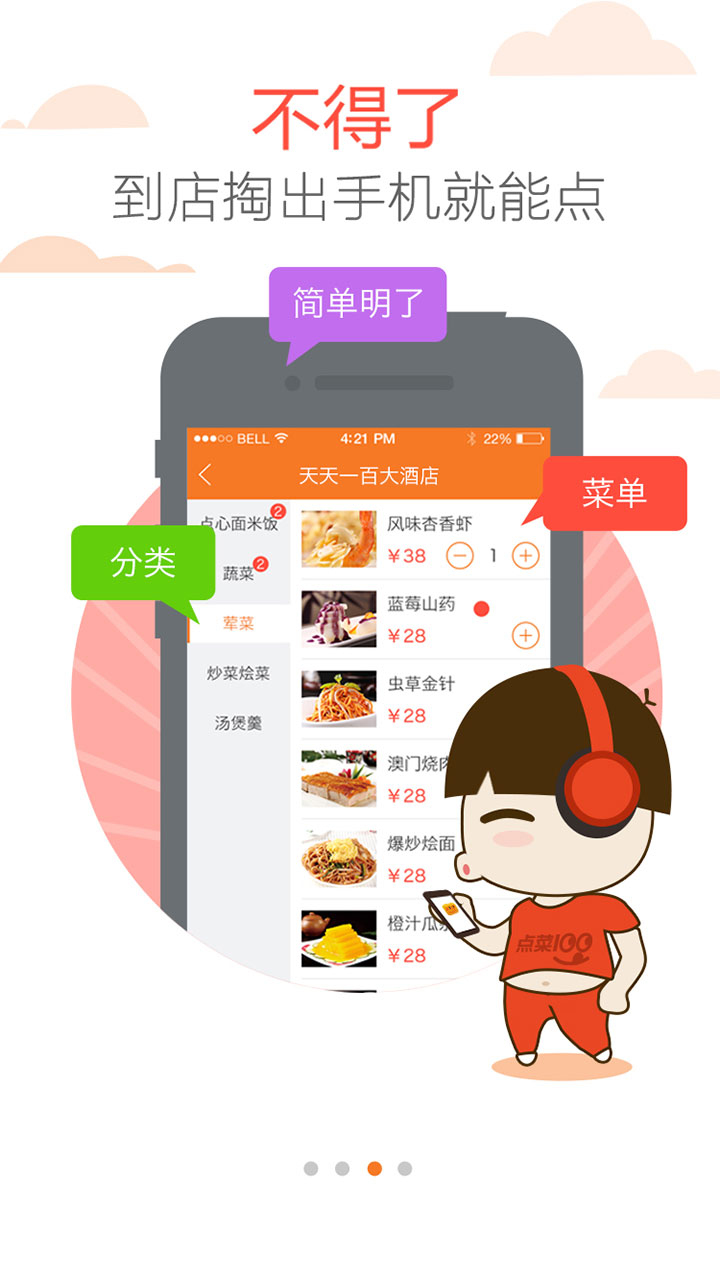 不得了
到店掏出手机就能点
简单明了
BELL 4:21 PM 22%
天天一百大酒店
菜单
分类
点心面米饭 2
蔬菜 2
荤菜
炒菜烩菜
汤煲羹
风味杏香虾
¥38 1
蓝莓山药
¥28
虫草金针
¥28
澳门烧肉
¥28
爆炒烩面
¥28
橙汁瓜
¥28
点菜100